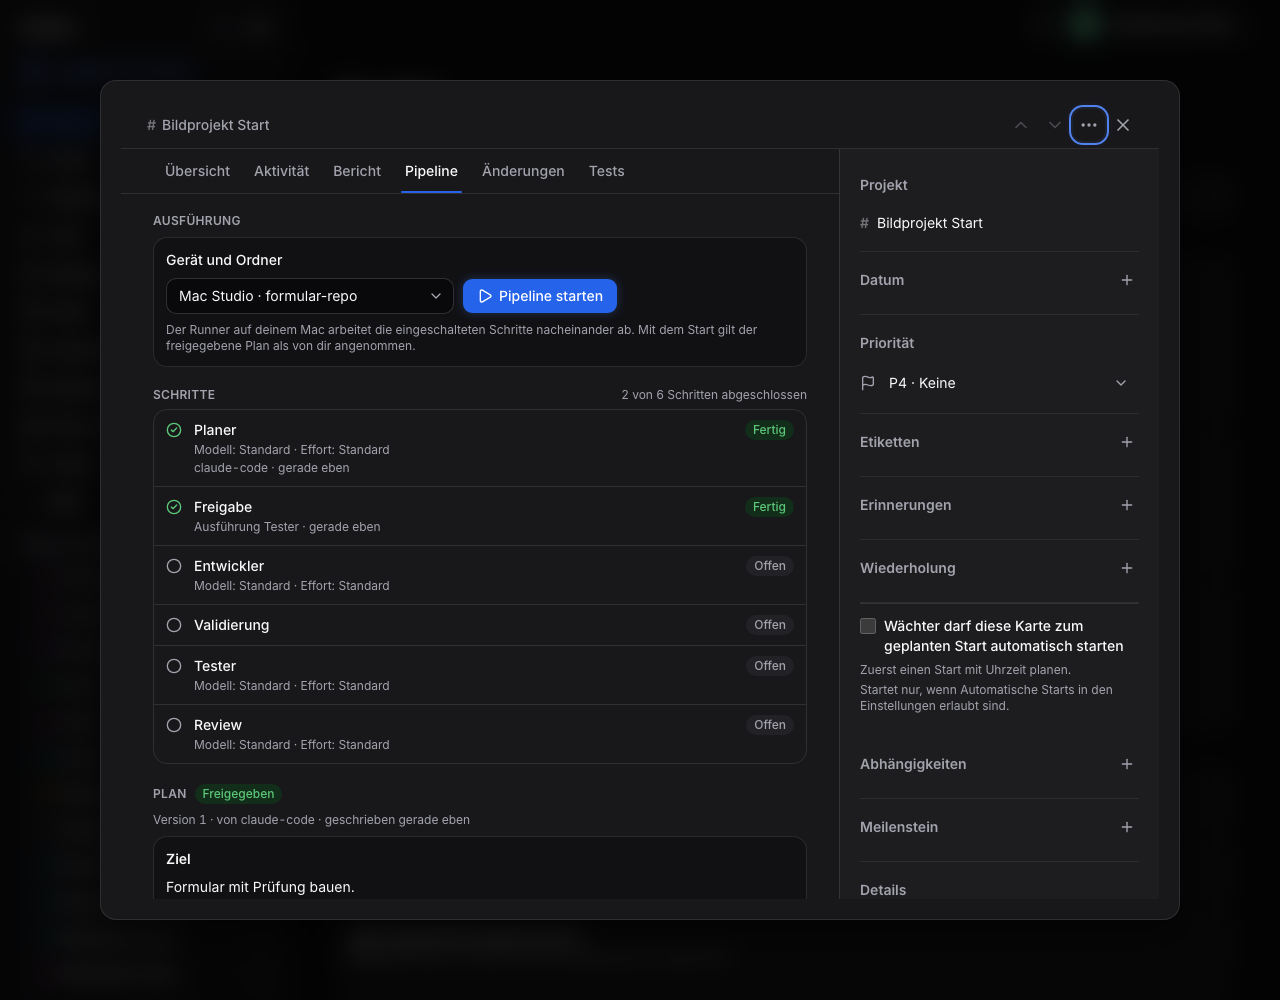 # Bildprojekt Start
Übersicht Aktivität Bericht Pipeline Änderungen Tests
AUSFÜHRUNG
Gerät und Ordner
Mac Studio · formular-repo
Pipeline starten
Der Runner auf deinem Mac arbeitet die eingeschalteten Schritte nacheinander ab. Mit dem Start gilt der
freigegebene Plan als von dir angenommen.
SCHRITTE
2 von 6 Schritten abgeschlossen
Planer
Fertig
Modell: Standard · Effort: Standard
claude-code · gerade eben
Freigabe
Fertig
Ausführung Tester · gerade eben
Entwickler
Offen
Modell: Standard · Effort: Standard
Validierung
Offen
Tester
Offen
Modell: Standard · Effort: Standard
Review
Offen
Modell: Standard · Effort: Standard
PLAN
Freigegeben
Version 1 · von claude-code · geschrieben gerade eben
Ziel
Formular mit Prüfung bauen.
Projekt
# Bildprojekt Start
Datum
Priorität
P4 · Keine
Etiketten
Erinnerungen
Wiederholung
Wächter darf diese Karte zum
geplanten Start automatisch starten
Zuerst einen Start mit Uhrzeit planen.
Startet nur, wenn Automatische Starts in den
Einstellungen erlaubt sind.
Abhängigkeiten
Meilenstein
Details